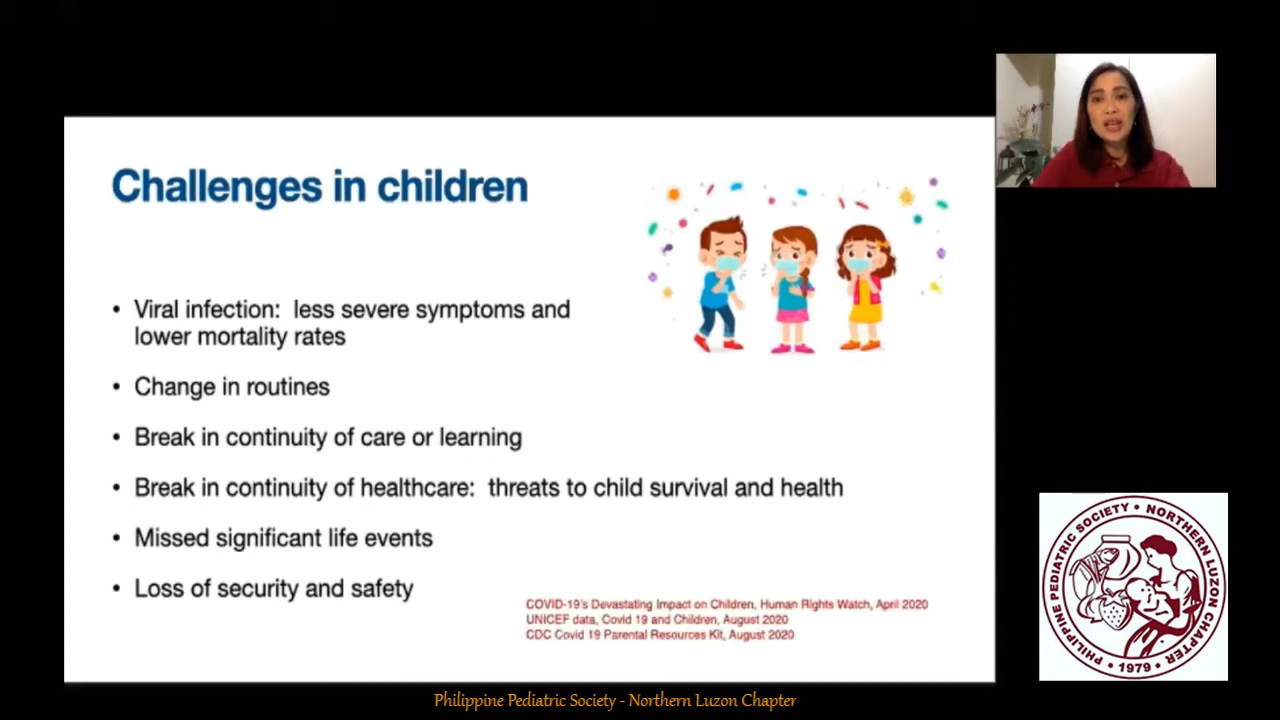 Challenges in children
• Viral infection: less severe symptoms and
lower mortality rates
• Change in routines
• Break in continuity of care or learning
• Break in continuity of healthcare: threats to child survival and health
• Missed significant life events
• Loss of security and safety
COVID-19's Devastating Impact on Children, Human Rights Watch, April 2020
UNICEF data, Covid 19 and Children, August 2020
CDC Covid 19 Parental Resources Kit, August 2020
PHILIPPINE PEDIATRIC SOCIETY • NORTHERN LUZON CHAPTER
• 1979 •
Philippine Pediatric Society - Northern Luzon Chapter